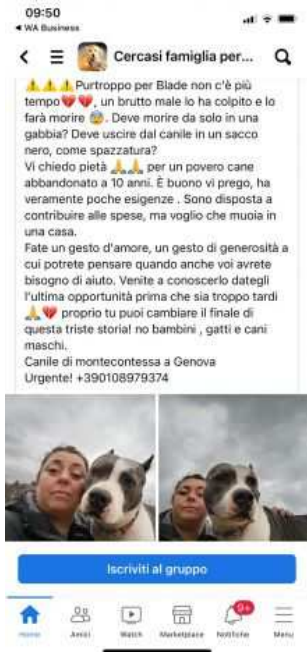 09:50
WA Business
Cercasi famiglia per...
⚠️⚠️⚠️Purtroppo per Blade non c'è più
tempo💔💔, un brutto male lo ha colpito e lo
farà morire 😰. Deve morire da solo in una
gabbia? Deve uscire dal canile in un sacco
nero, come spazzatura?
Vi chiedo pietà 🙏🙏 per un povero cane
abbandonato a 10 anni. È buono vi prego, ha
veramente poche esigenze . Sono disposta a
contribuire alle spese, ma voglio che muoia in
una casa.
Fate un gesto d'amore, un gesto di generosità a
cui potrete pensare quando anche voi avrete
bisogno di aiuto. Venite a conoscerlo dategli
l'ultima opportunità prima che sia troppo tardi
🙏💔 proprio tu puoi cambiare il finale di
questa triste storia! no bambini , gatti e cani
maschi.
Canile di montecontessa a Genova
Urgente! +390108979374
Iscriviti al gruppo
9+
Home Amici Watch Marketplace Notifiche Menu